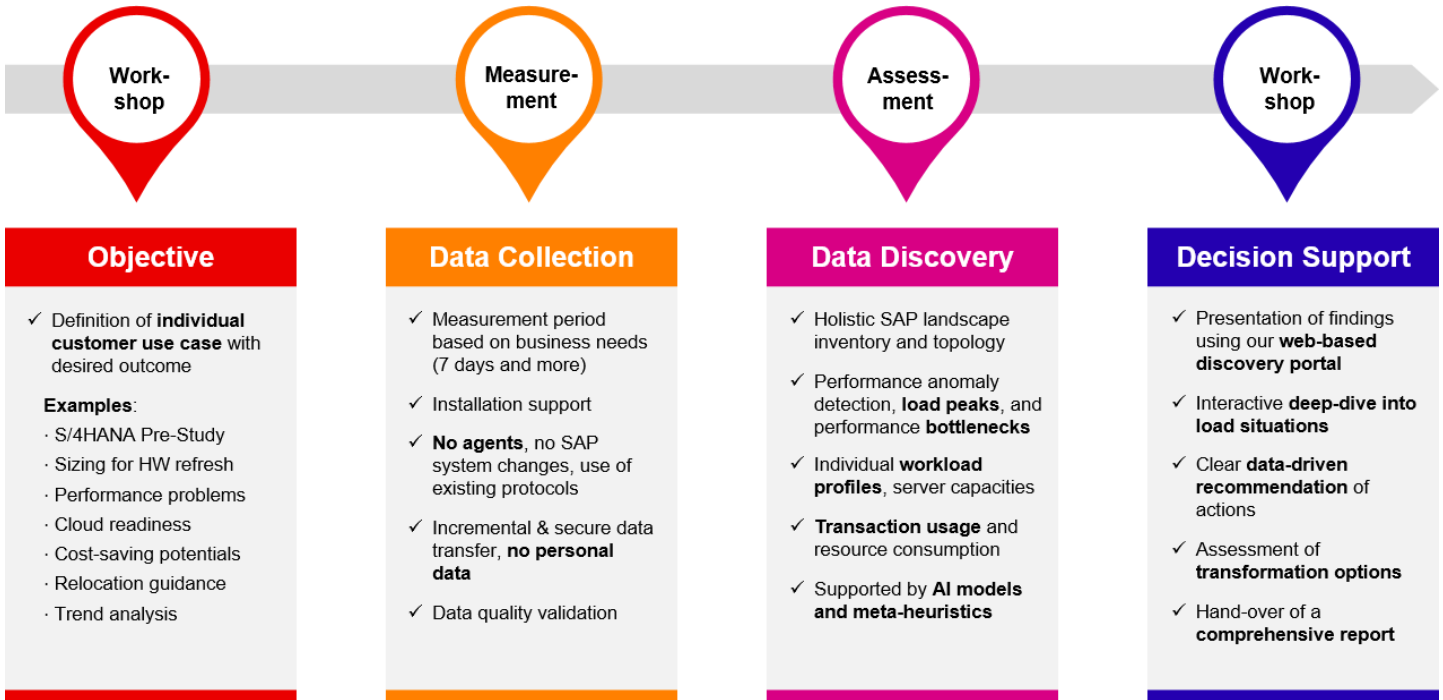 Work-
shop
Measure-
ment
Assess-
ment
Work-
shop
Objective
✓ Definition of individual
customer use case with
desired outcome
Examples:
· S/4HANA Pre-Study
· Sizing for HW refresh
· Performance problems
· Cloud readiness
· Cost-saving potentials
· Relocation guidance
· Trend analysis
Data Collection
✓ Measurement period
based on business needs
(7 days and more)
✓ Installation support
✓ No agents, no SAP
system changes, use of
existing protocols
✓ Incremental & secure data
transfer, no personal
data
✓ Data quality validation
Data Discovery
✓ Holistic SAP landscape
inventory and topology
✓ Performance anomaly
detection, load peaks, and
performance bottlenecks
✓ Individual workload
profiles, server capacities
✓ Transaction usage and
resource consumption
✓ Supported by AI models
and meta-heuristics
Decision Support
✓ Presentation of findings
using our web-based
discovery portal
✓ Interactive deep-dive into
load situations
✓ Clear data-driven
recommendation of
actions
✓ Assessment of
transformation options
✓ Hand-over of a
comprehensive report